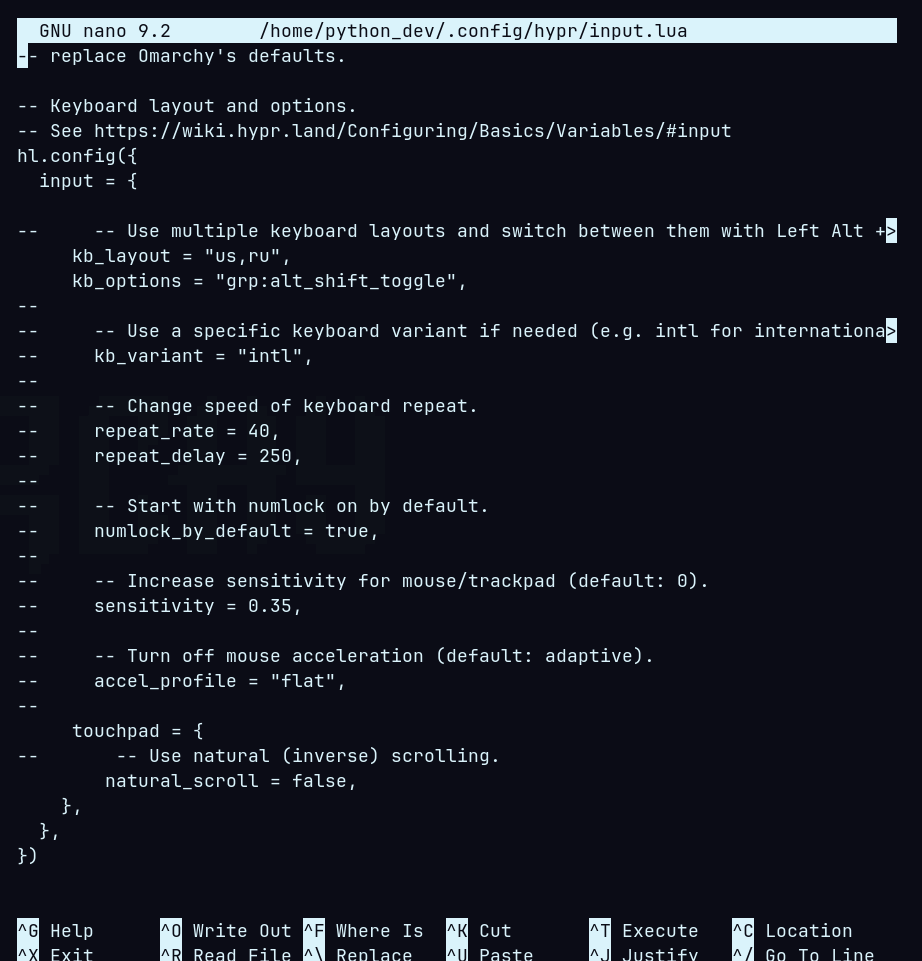 GNU nano 9.2        /home/python_dev/.config/hypr/input.lua
-- replace Omarchy's defaults.

-- Keyboard layout and options.
-- See https://wiki.hypr.land/Configuring/Basics/Variables/#input
hl.config({
  input = {

--     -- Use multiple keyboard layouts and switch between them with Left Alt +>
     kb_layout = "us,ru",
     kb_options = "grp:alt_shift_toggle",
--
--     -- Use a specific keyboard variant if needed (e.g. intl for internationa>
--     kb_variant = "intl",
--
--     -- Change speed of keyboard repeat.
--     repeat_rate = 40,
--     repeat_delay = 250,
--
--     -- Start with numlock on by default.
--     numlock_by_default = true,
--
--     -- Increase sensitivity for mouse/trackpad (default: 0).
--     sensitivity = 0.35,
--
--     -- Turn off mouse acceleration (default: adaptive).
--     accel_profile = "flat",
--
     touchpad = {
--       -- Use natural (inverse) scrolling.
        natural_scroll = false,
    },
  },
})

^G Help      ^O Write Out ^F Where Is  ^K Cut       ^T Execute   ^C Location
^X Exit      ^R Read File ^\ Replace   ^U Paste     ^J Justify   ^/ Go To Line